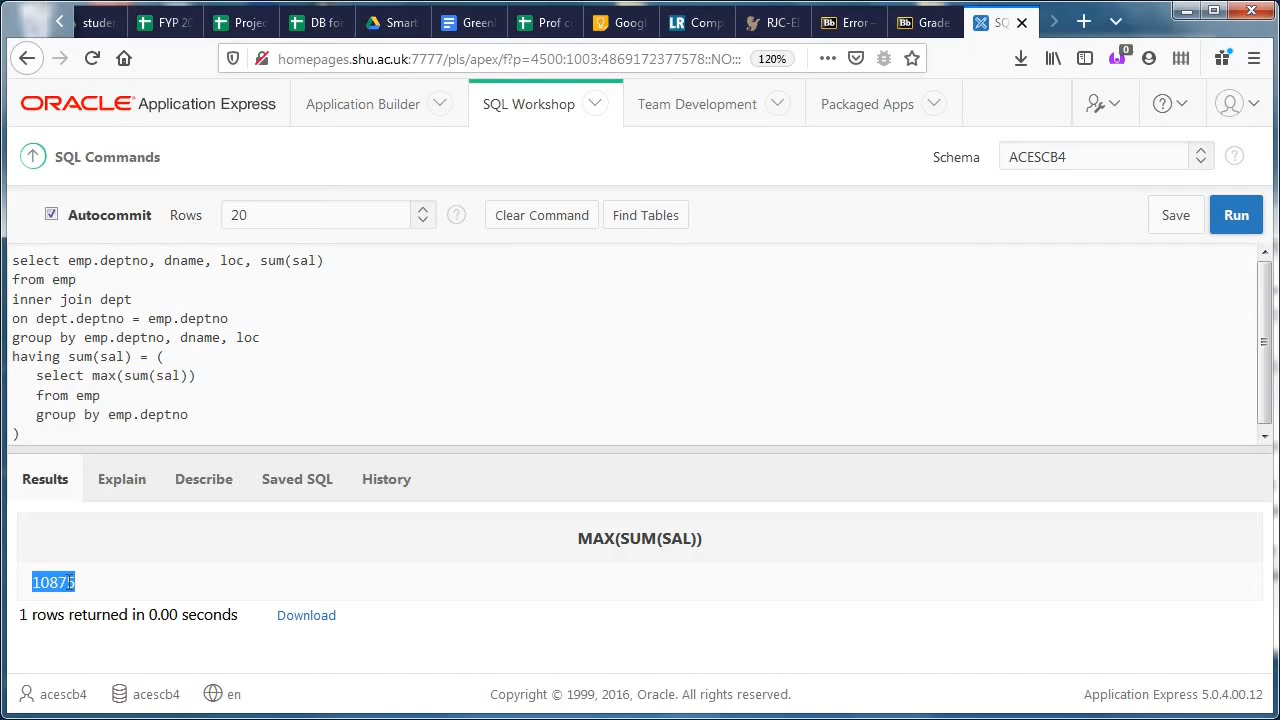 studen
FYP 20
Projec
DB for
Smart
Green
Prof c
Googl
LR Comp
RJC-EI
Bb Error –
Bb Grade
SQ
homepages.shu.ac.uk:7777/pls/apex/f?p=4500:1003:4869172377578::NO::: 120% 0
ORACLE Application Express Application Builder SQL Workshop Team Development Packaged Apps
SQL Commands Schema ACESCB4
Autocommit Rows 20 Clear Command Find Tables Save Run
select emp.deptno, dname, loc, sum(sal)
from emp
inner join dept
on dept.deptno = emp.deptno
group by emp.deptno, dname, loc
having sum(sal) = (
select max(sum(sal))
from emp
group by emp.deptno
)
Results Explain Describe Saved SQL History
MAX(SUM(SAL))
10875
1 rows returned in 0.00 seconds Download
acescb4 acescb4 en Copyright © 1999, 2016, Oracle. All rights reserved. Application Express 5.0.4.00.12